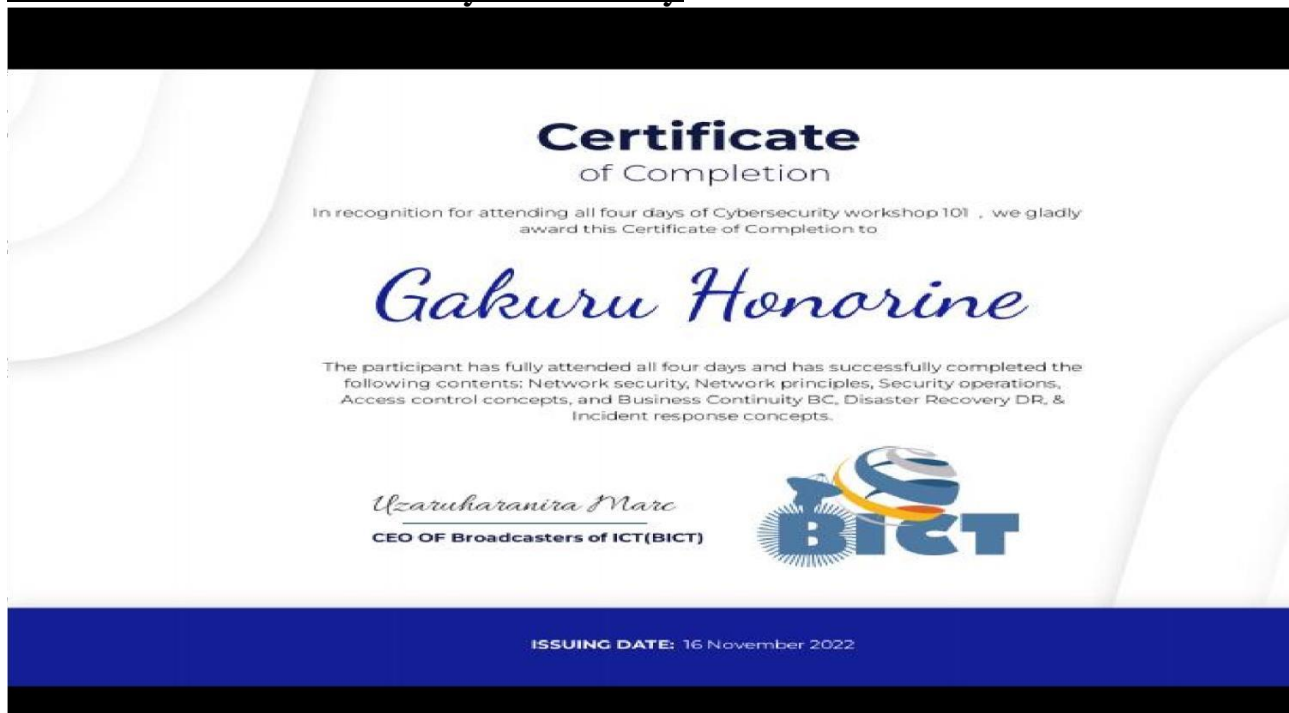 Certificate
of Completion
In recognition for attending all four days of Cybersecurity workshop 101 , we gladly
award this Certificate of Completion to
Gakuru Honorine
The participant has fully attended all four days and has successfully completed the
following contents: Network security, Network principles, Security operations,
Access control concepts, and Business Continuity BC, Disaster Recovery DR, &
Incident response concepts.
Uzaruharanira Marc
CEO OF Broadcasters of ICT(BICT)
BICT
ISSUING DATE: 16 November 2022